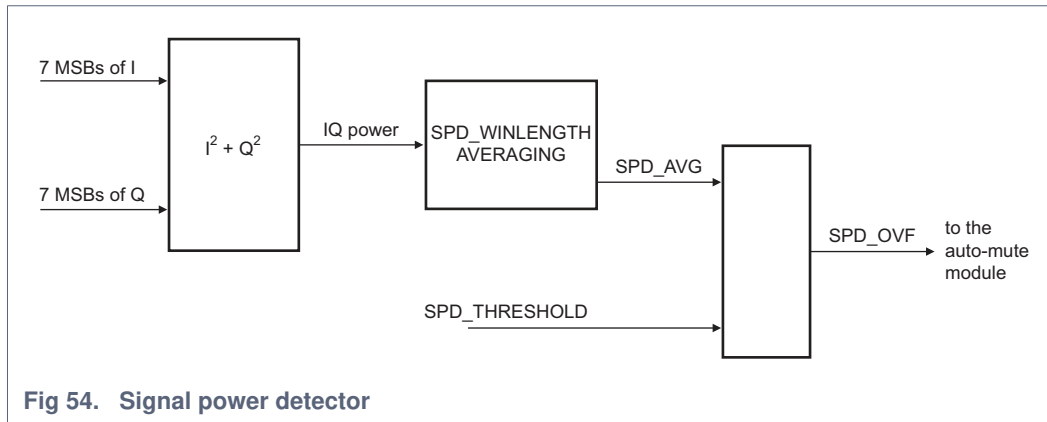 7 MSBs of I
I² + Q²
7 MSBs of Q
IQ power
SPD_WINLENGTH
AVERAGING
SPD_AVG
SPD_THRESHOLD
SPD_OVF
to the
auto-mute
module
Fig 54. Signal power detector